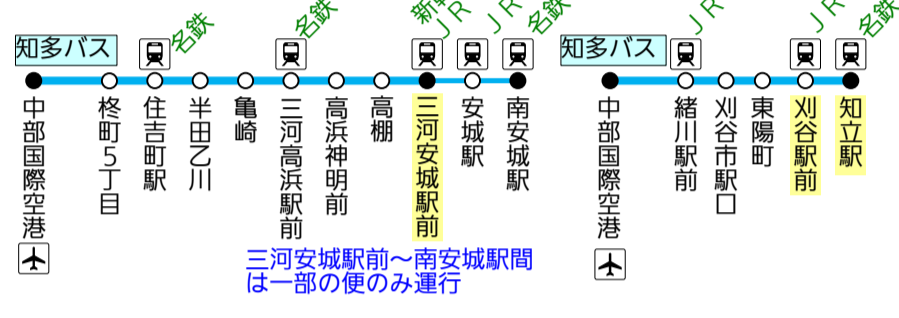 名鉄
名鉄
ＪＲ
ＪＲ
名鉄
知多バス
中部国際空港
柊町５丁目
住吉町駅
半田乙川
亀崎
三河高浜駅前
高浜神明前
高棚
三河安城駅前
安城駅
南安城駅
三河安城駅前～南安城駅間
は一部の便のみ運行
ＪＲ
ＪＲ
名鉄
知多バス
中部国際空港
緒川駅前
刈谷市駅口
東陽町
刈谷駅前
知立駅